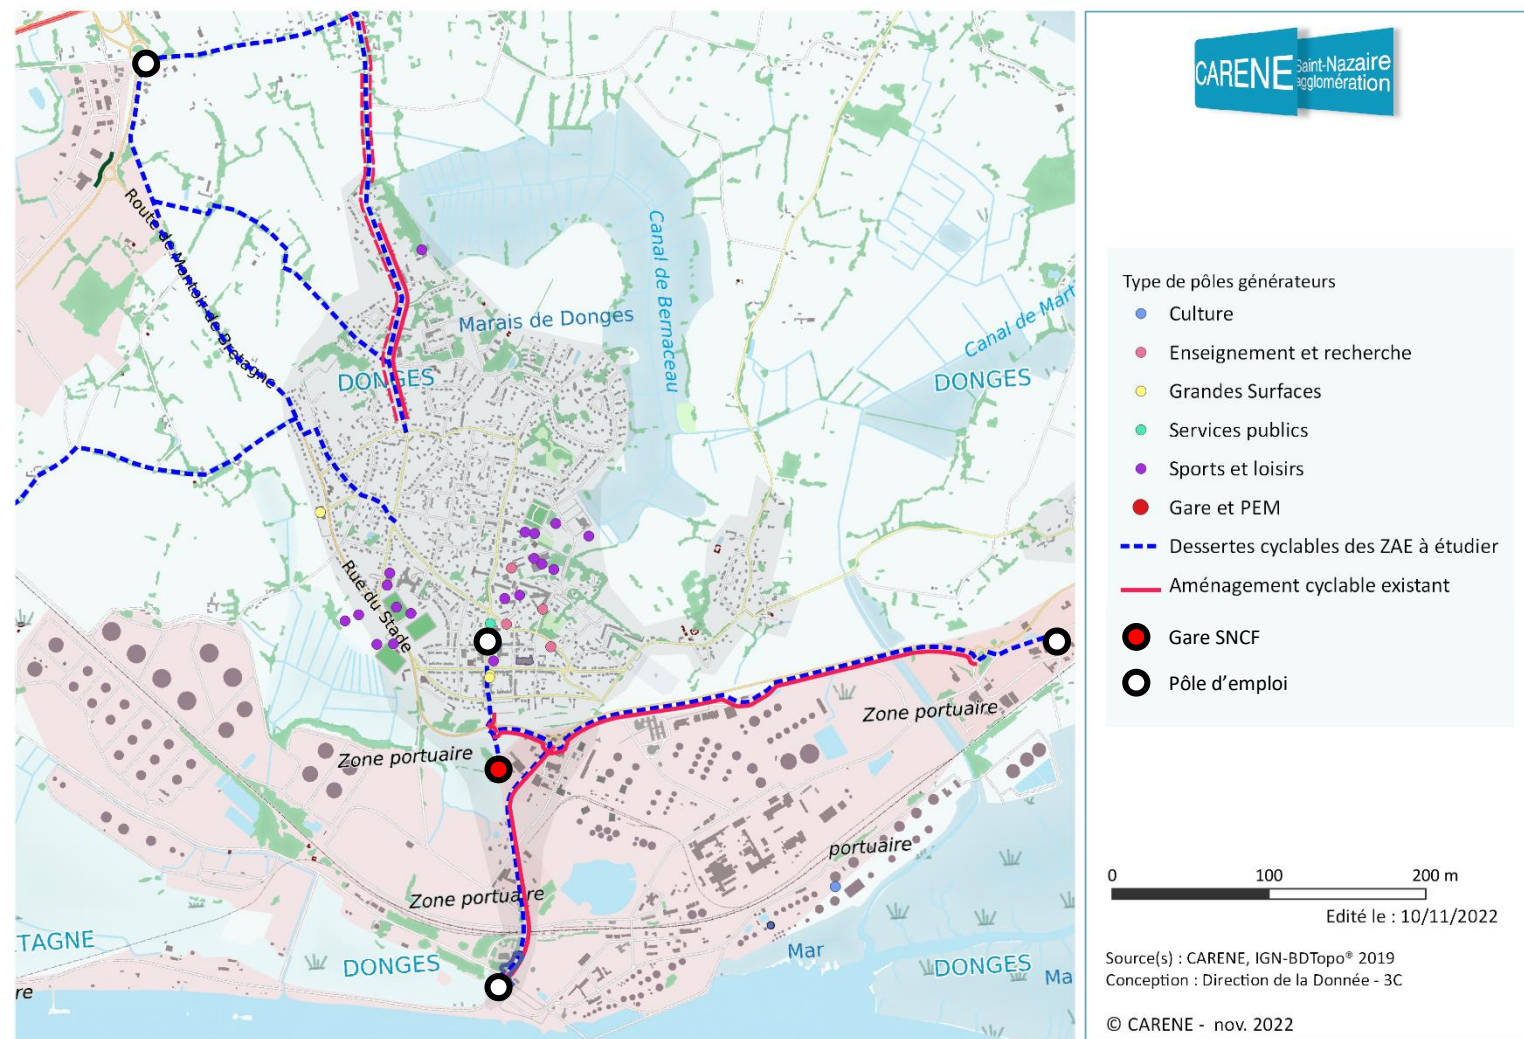 Route de Montoir de Bretagne
Marais de Donges
Canal de Bernaceau
Canal de Mart
DONGES
DONGES
Rue du Stade
Zone portuaire
Zone portuaire
portuaire
Zone portuaire
TAGNE
DONGES
Mar
DONGES
Ma
re
CARENE
Saint-Nazaire
agglomération
Type de pôles générateurs
Culture
Enseignement et recherche
Grandes Surfaces
Services publics
Sports et loisirs
Gare et PEM
Dessertes cyclables des ZAE à étudier
Aménagement cyclable existant
Gare SNCF
Pôle d’emploi
0 100 200 m
Edité le : 10/11/2022
Source(s) : CARENE, IGN-BDTopo® 2019
Conception : Direction de la Donnée - 3C
© CARENE - nov. 2022